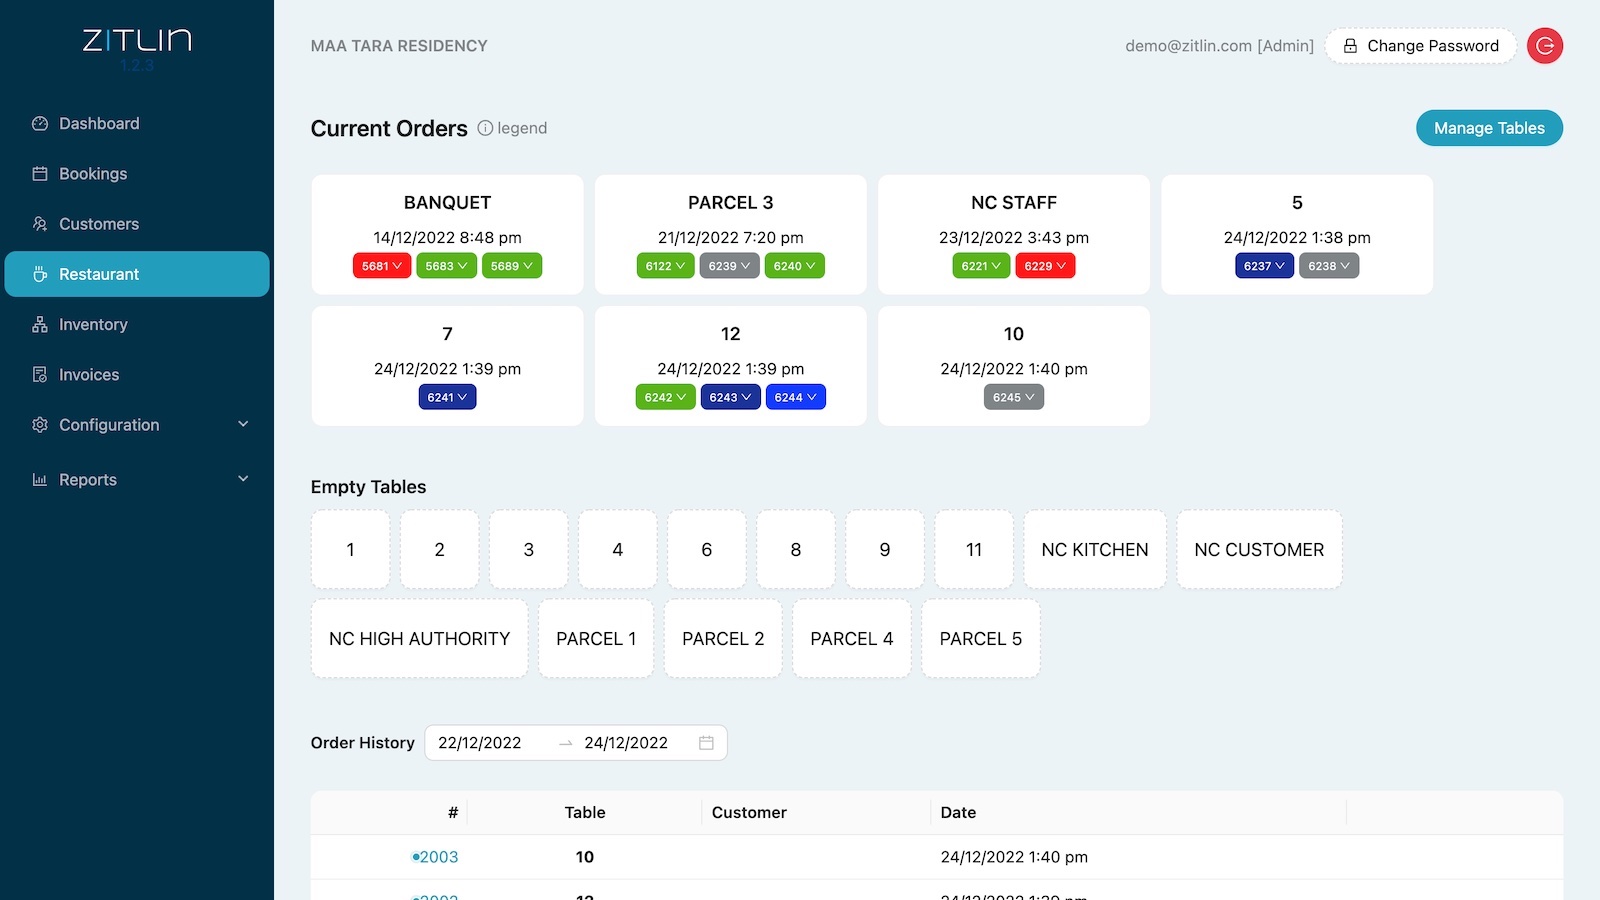 ZITLIN
1.2.3
Dashboard
Bookings
Customers
Restaurant
Inventory
Invoices
Configuration
Reports
MAA TARA RESIDENCY
demo@zitlin.com [Admin]
Change Password
Current Orders
legend
Manage Tables
BANQUET
14/12/2022 8:48 pm
5681 5683 5689
PARCEL 3
21/12/2022 7:20 pm
6122 6239 6240
NC STAFF
23/12/2022 3:43 pm
6221 6229
5
24/12/2022 1:38 pm
6237 6238
7
24/12/2022 1:39 pm
6241
12
24/12/2022 1:39 pm
6242 6243 6244
10
24/12/2022 1:40 pm
6245
Empty Tables
1 2 3 4 6 8 9 11 NC KITCHEN NC CUSTOMER
NC HIGH AUTHORITY PARCEL 1 PARCEL 2 PARCEL 4 PARCEL 5
Order History 22/12/2022 24/12/2022
# Table Customer Date
2003 10 24/12/2022 1:40 pm